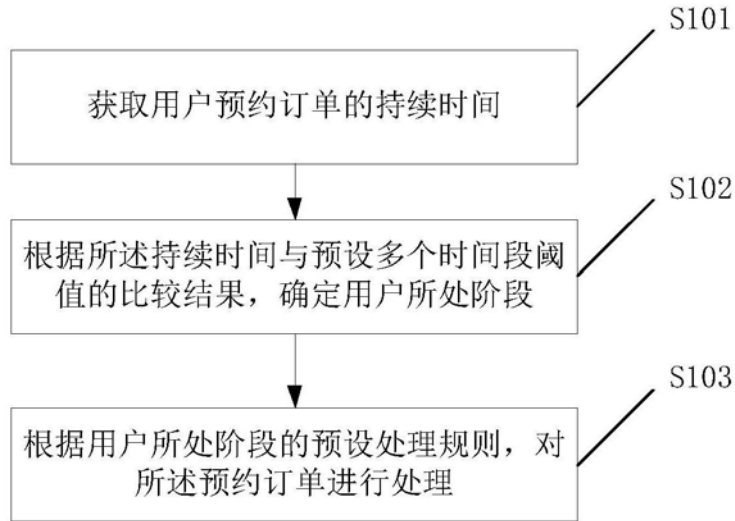 S101
获取用户预约订单的持续时间
S102
根据所述持续时间与预设多个时间段阈
值的比较结果，确定用户所处阶段
S103
根据用户所处阶段的预设处理规则，对
所述预约订单进行处理